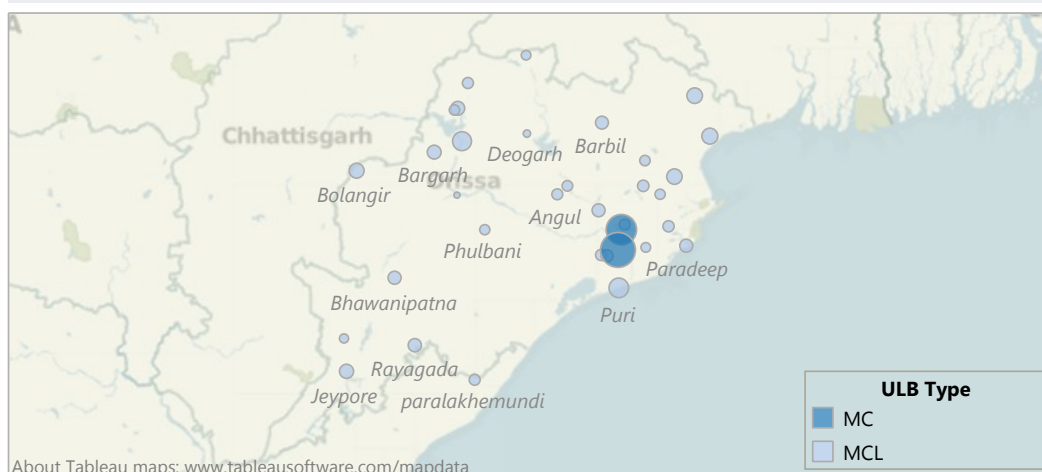 Chhattisgarh
Deogarh
Barbil
Bargarh
Orissa
Bolangir
Angul
Phulbani
Paradeep
Bhawanipatna
Puri
Rayagada
Jeypore
paralakhemundi
ULB Type
MC
MCL
About Tableau maps: www.tableausoftware.com/mapdata